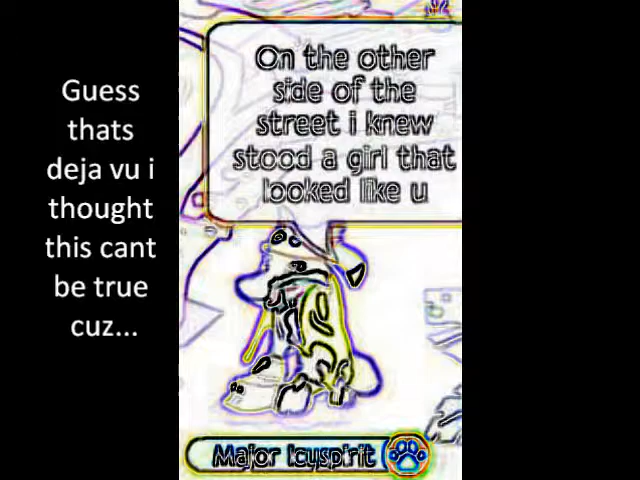 On the other
side of the
street i knew
stood a girl that
looked like u
Guess
thats
deja vu i
thought
this cant
be true
cuz...
Major Icyspirit